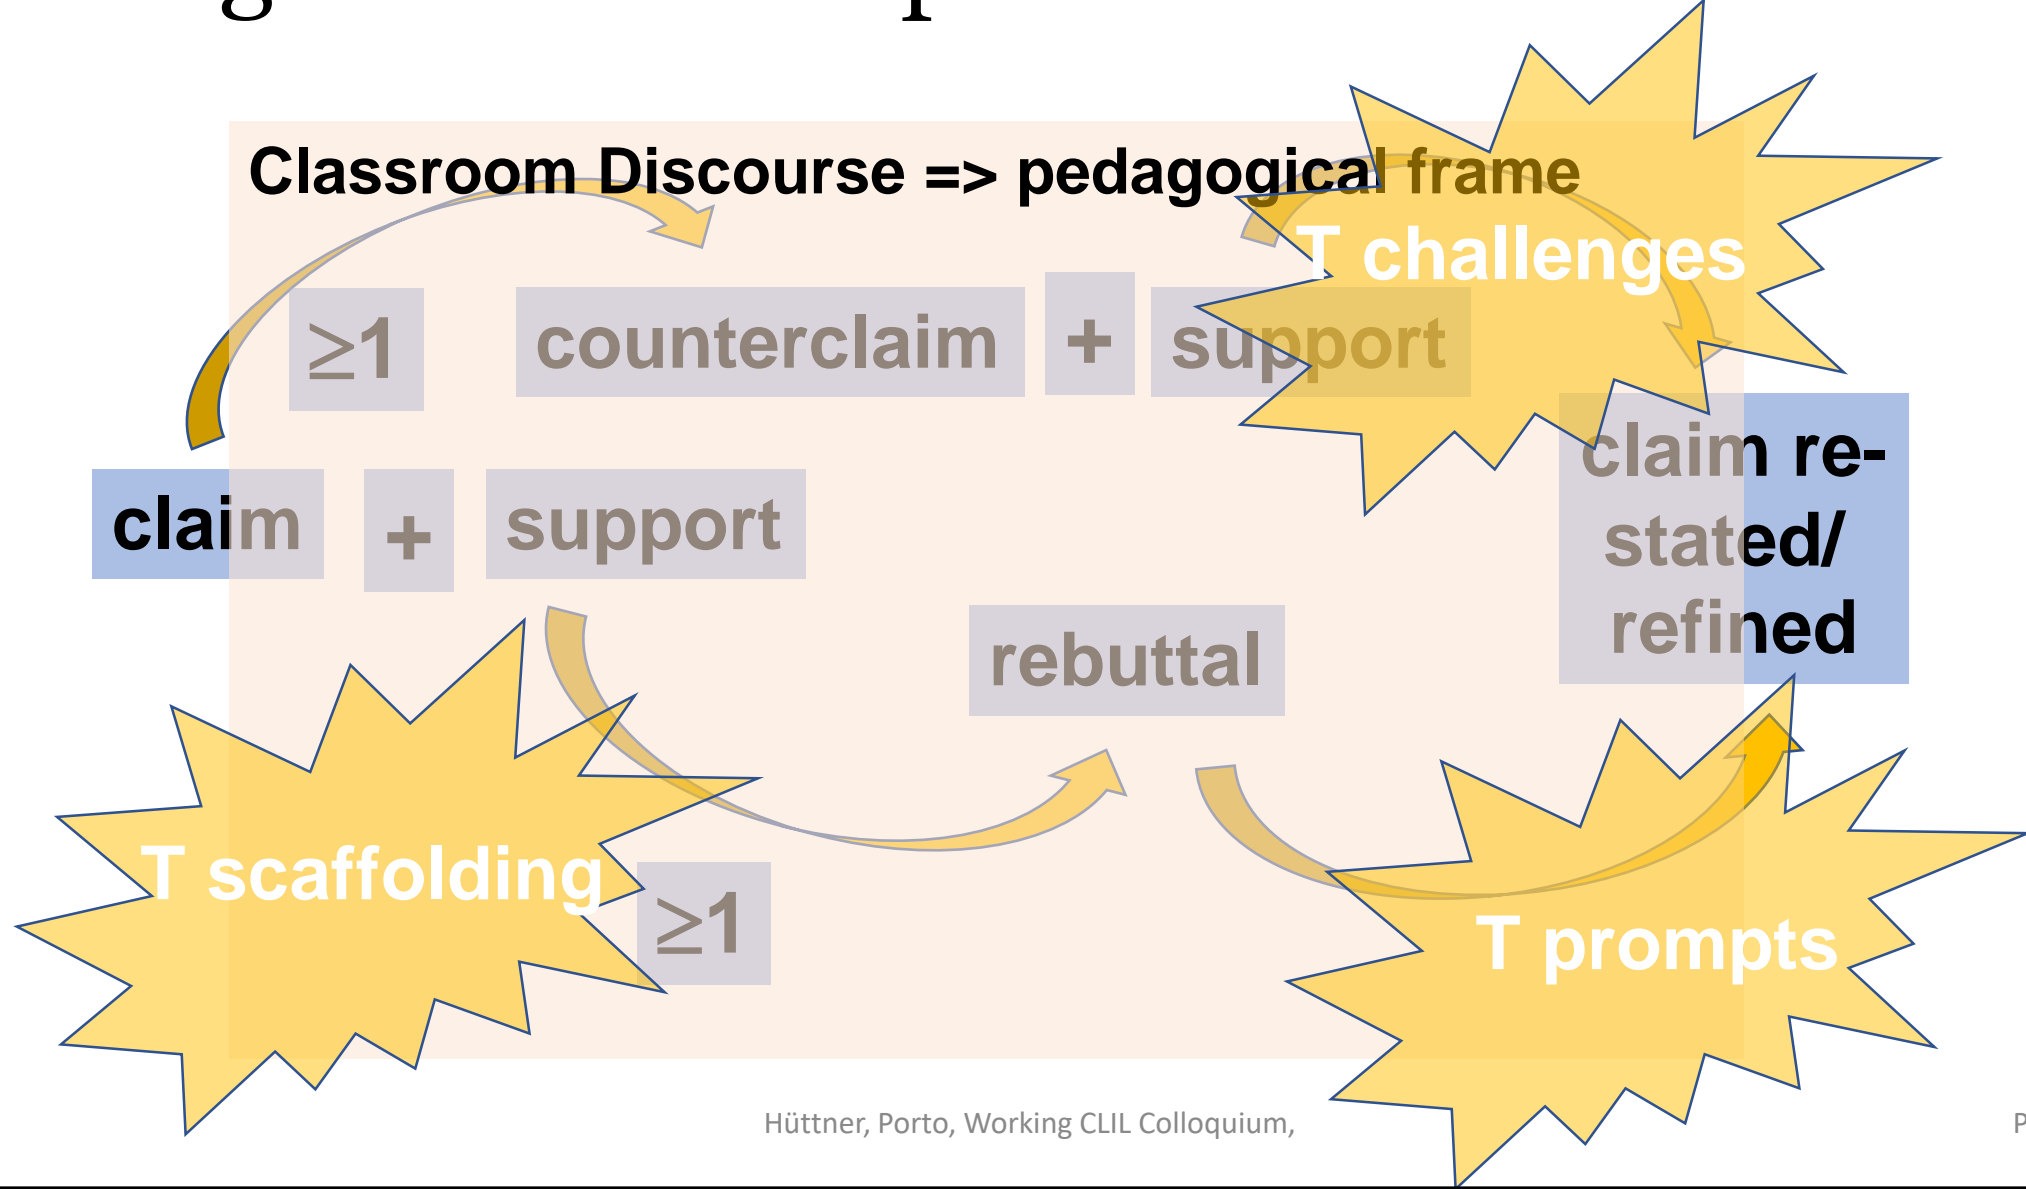 Classroom Discourse => pedagogical frame
T challenges
≥1
counterclaim
+
support
claim
+
support
claim re-
stated/
refined
rebuttal
T scaffolding
≥1
T prompts
Hüttner, Porto, Working CLIL Colloquium,
P